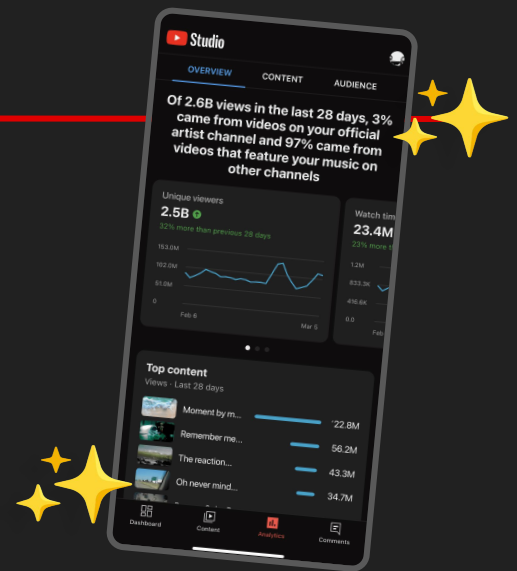 Studio
OVERVIEW CONTENT AUDIENCE
Of 2.6B views in the last 28 days, 3%
came from videos on your official
artist channel and 97% came from
videos that feature your music on
other channels
Unique viewers
2.5B
32% more than previous 28 days
153.0M
102.0M
51.0M
0
Feb 6 Mar 5
Watch tim
23.4M
23% more t
1.2M
833.3K
416.6K
0.0
Feb
Top content
Views · Last 28 days
Moment by m... 22.8M
Remember me... 56.2M
The reaction... 43.3M
Oh never mind... 34.7M
Dashboard Content Analytics Comments